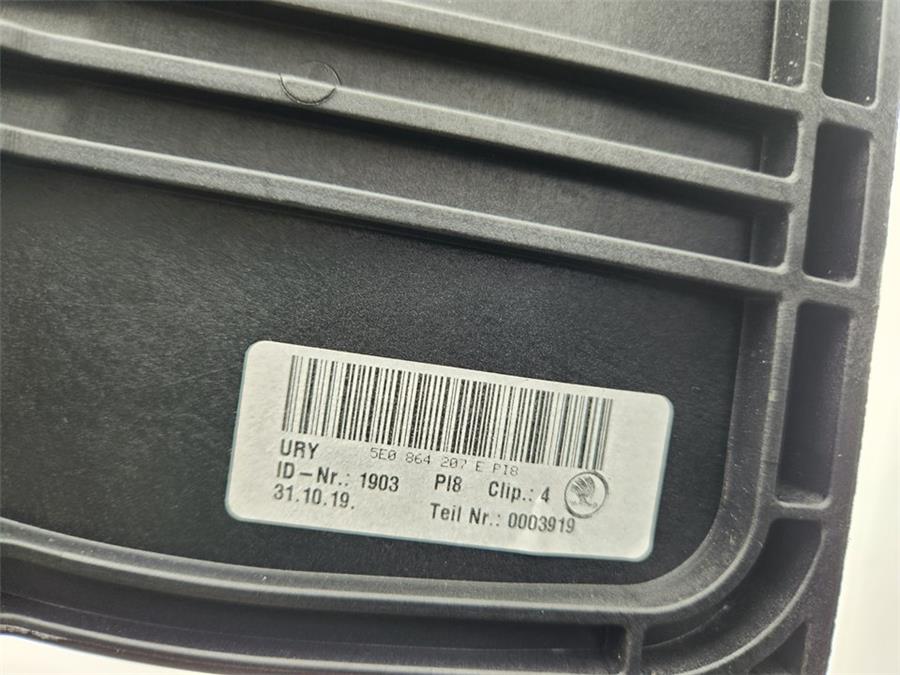 5E0 864 207 E PI8
URY
ID-Nr.: 1903 PI8 Clip.: 4
31.10.19. Teil Nr.: 0003919